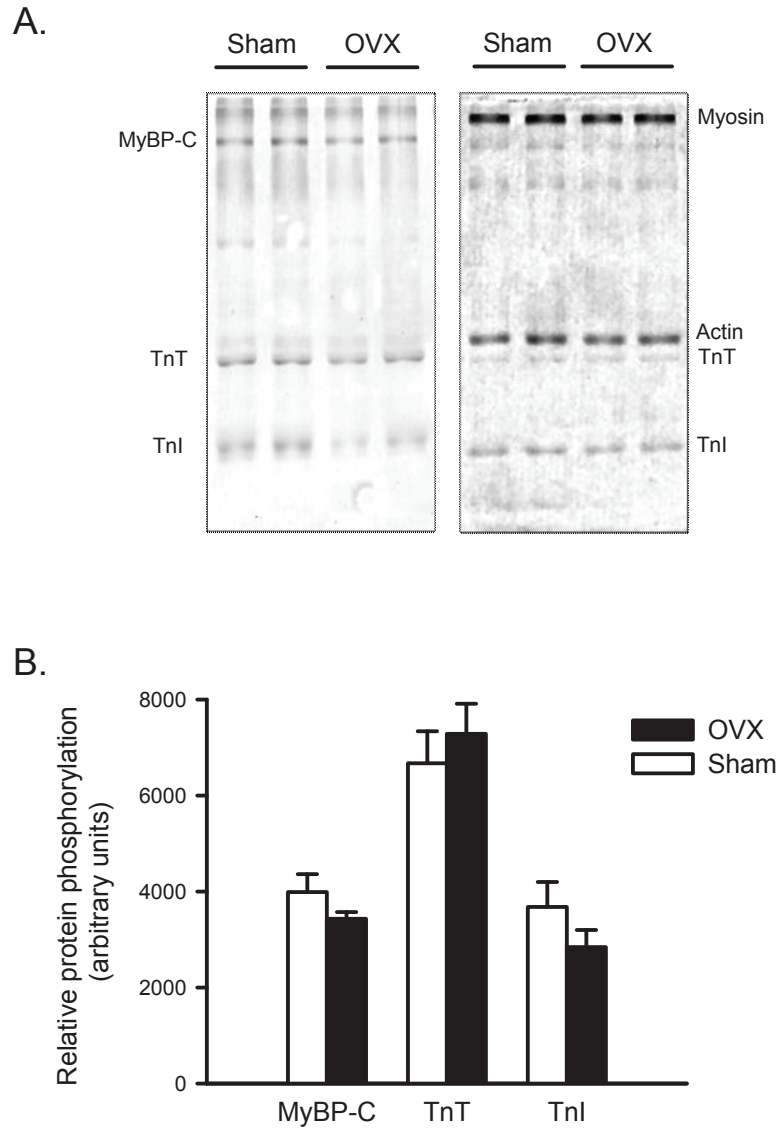 A.
Sham OVX Sham OVX
MyBP-C
Myosin
Actin
TnT
TnT
TnI
TnI
B.
Relative protein phosphorylation
(arbitrary units)
8000
6000
4000
2000
0
OVX
Sham
MyBP-C TnT TnI